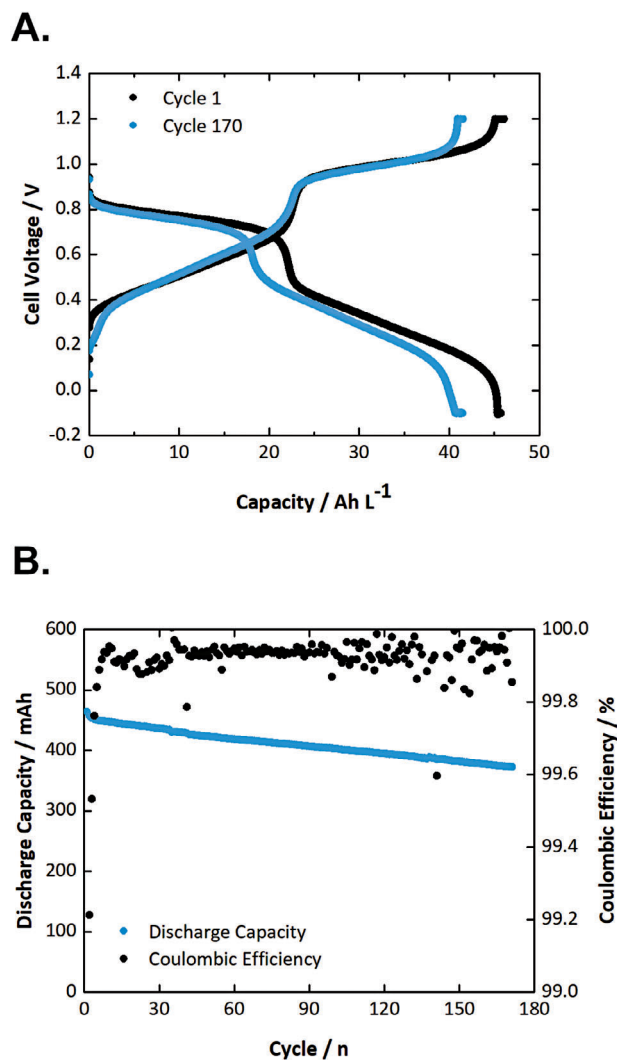 A.
1.4
1.2
1.0
0.8
0.6
0.4
0.2
0.0
-0.2
Cell Voltage / V
Cycle 1
Cycle 170
0 10 20 30 40 50
Capacity / Ah L⁻¹
B.
600
500
400
300
200
100
0
Discharge Capacity / mAh
100.0
99.8
99.6
99.4
99.2
99.0
Coulombic Efficiency / %
Discharge Capacity
Coulombic Efficiency
0 30 60 90 120 150 180
Cycle / n